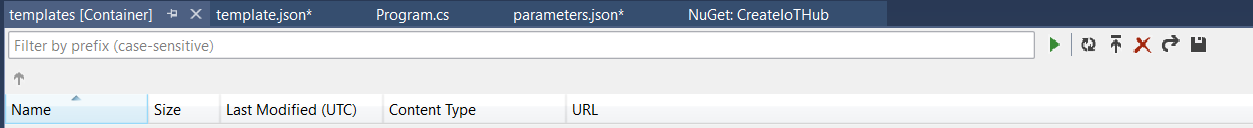 templates [Container] template.json* Program.cs parameters.json* NuGet: CreateIoTHub
Filter by prefix (case-sensitive)
Name Size Last Modified (UTC) Content Type URL